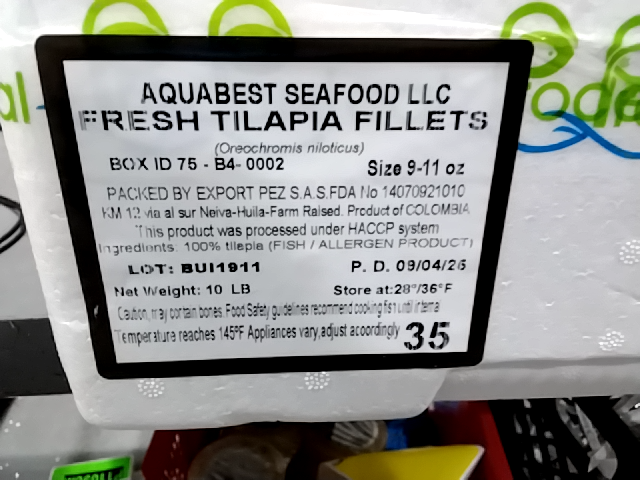 AQUABEST SEAFOOD LLC
FRESH TILAPIA FILLETS
(Oreochromis niloticus)
BOX ID 75 - B4- 0002 Size 9-11 oz
PACKED BY EXPORT PEZ S.A.S.FDA No 14070921010
KM 12 via al sur Neiva-Huila-Farm Raised. Product of COLOMBIA
This product was processed under HACCP system
Ingredients: 100% tilapia (FISH / ALLERGEN PRODUCT)
LOT: BUI1911 P. D. 09/04/26
Net Weight: 10 LB Store at:28°/36°F
Caution, may contain bones. Food Safety guidelines recommend cooking fish until internal
Temperature reaches 145°F Appliances vary,adjust acoordingly 35